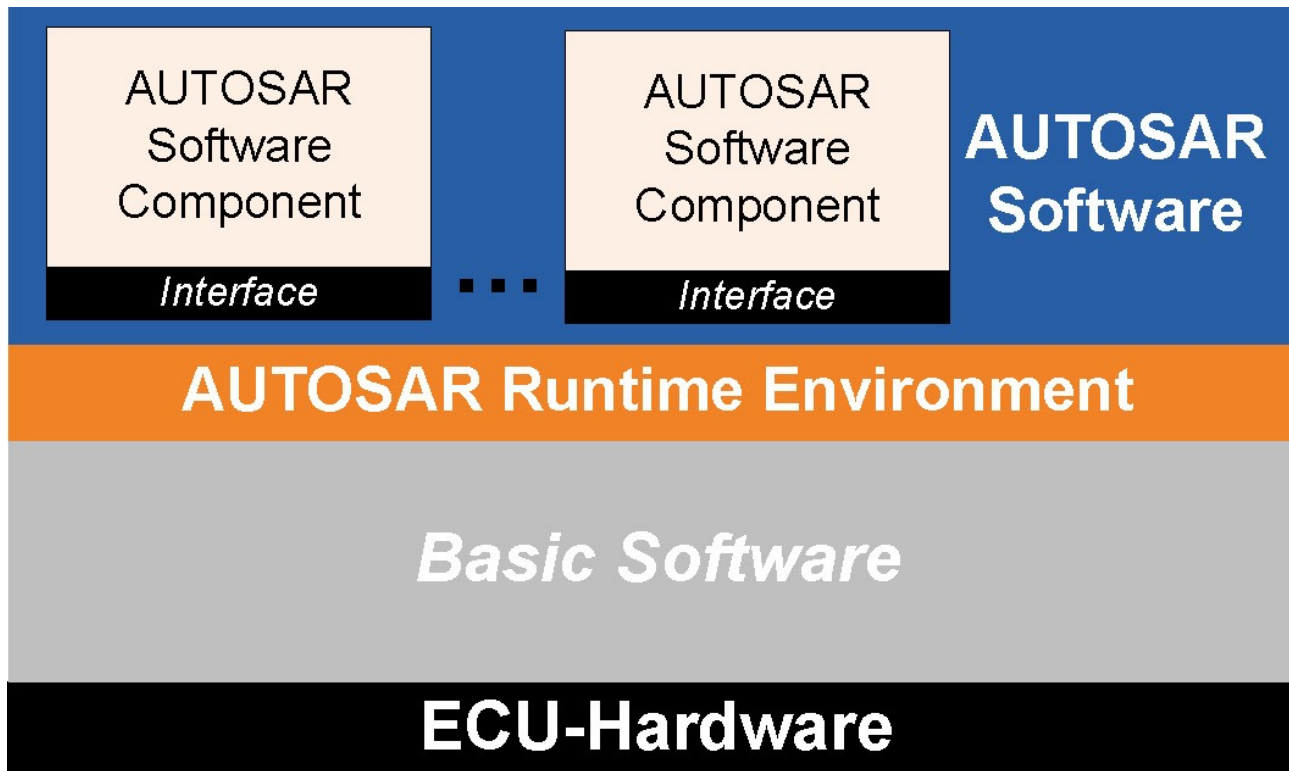 AUTOSAR
Software
Component
Interface
...
AUTOSAR
Software
Component
Interface
AUTOSAR
Software
AUTOSAR Runtime Environment
Basic Software
ECU-Hardware